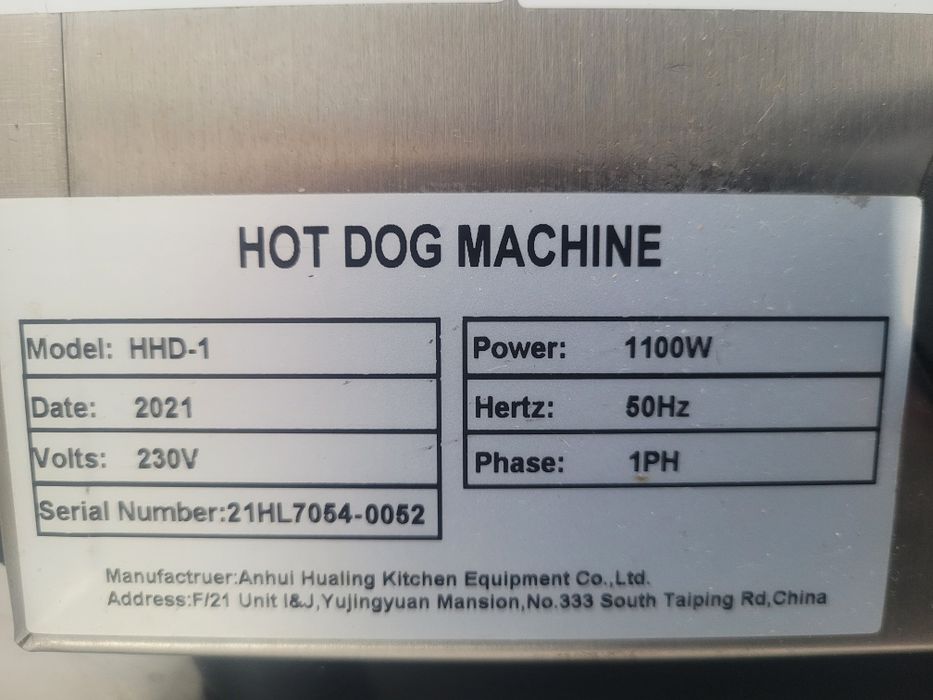 HOT DOG MACHINE
Model: HHD-1
Date: 2021
Volts: 230V
Serial Number:21HL7054-0052
Power: 1100W
Hertz: 50Hz
Phase: 1PH
Manufactruer:Anhui Hualing Kitchen Equipment Co.,Ltd.
Address:F/21 Unit I&J,Yujingyuan Mansion,No.333 South Taiping Rd,China